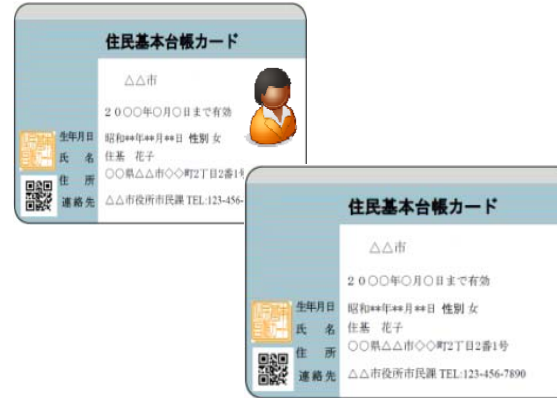 住民基本台帳カード
△△市
20○○年○月○日まで有効
生年月日 昭和**年**月**日 性別 女
氏 名 住基 花子
住 所 ○○県△△市◇◇町2丁目2番1号
連絡先 △△市役所市民課 TEL:123-456-
住民基本台帳カード
△△市
20○○年○月○日まで有効
生年月日 昭和**年**月**日 性別 女
氏 名 住基 花子
住 所 ○○県△△市◇◇町2丁目2番1号
連絡先 △△市役所市民課 TEL:123-456-7890